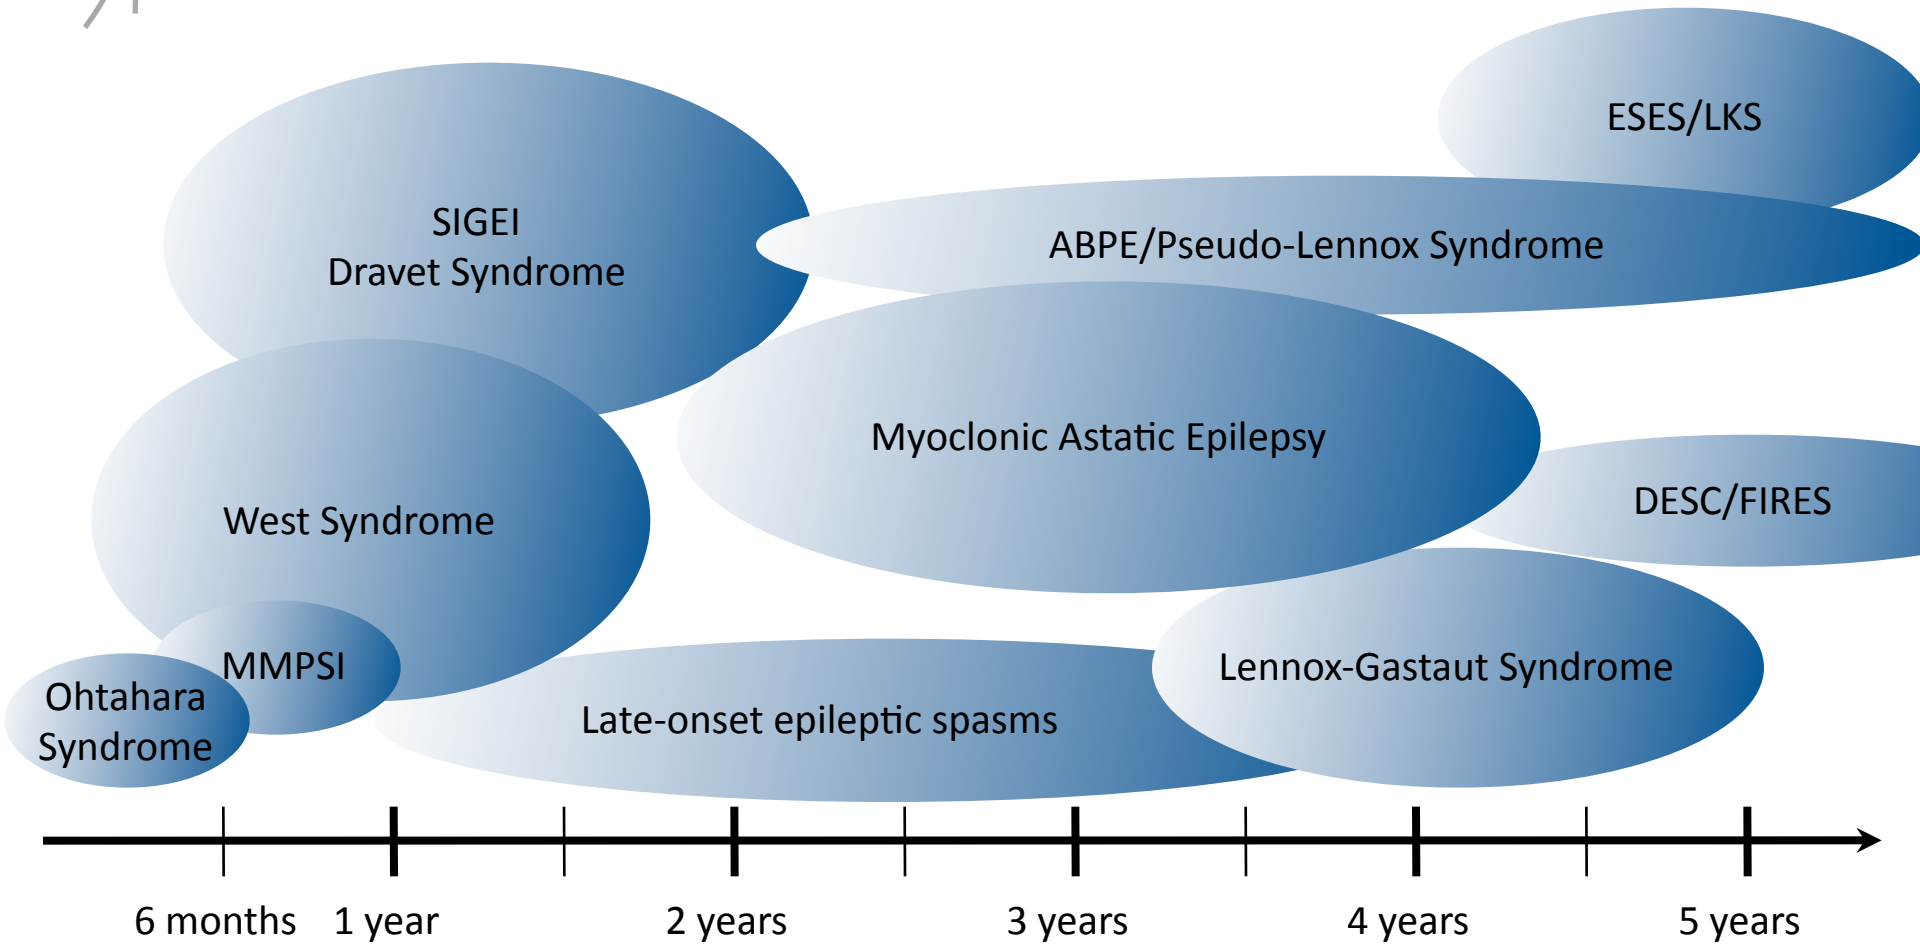 ESES/LKS
SIGEI
Dravet Syndrome
ABPE/Pseudo-Lennox Syndrome
Myoclonic Astatic Epilepsy
West Syndrome
DESC/FIRES
MMPSI
Ohtahara
Syndrome
Late-onset epileptic spasms
Lennox-Gastaut Syndrome
6 months 1 year 2 years 3 years 4 years 5 years